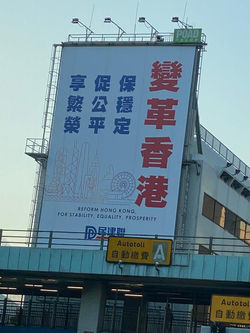 POAD
變革香港
保穩定
促公平
享繁榮
REFORM HONG KONG,
FOR STABILITY, EQUALITY, PROSPERITY
民建聯
Autotoll
自動繳費
A
Autotoll
自動繳費